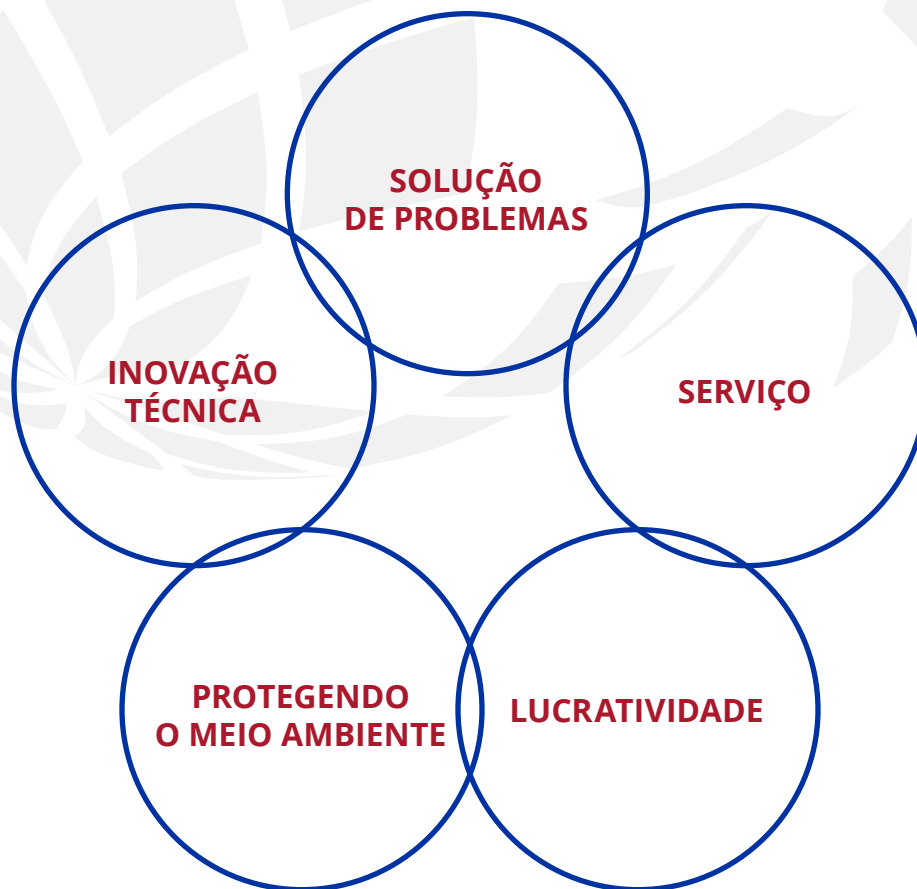 SOLUÇÃO
DE PROBLEMAS
INOVAÇÃO
TÉCNICA
SERVIÇO
PROTEGENDO
O MEIO AMBIENTE
LUCRATIVIDADE